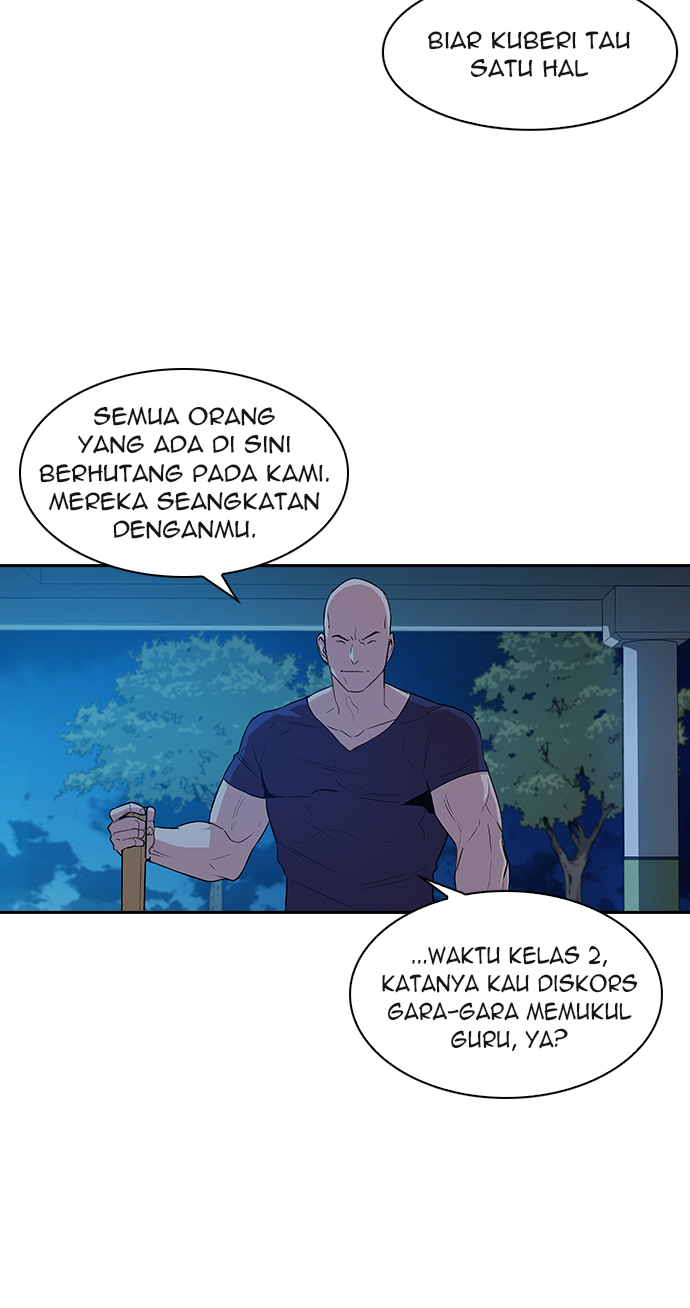 BIAR KUBERI TAU
SATU HAL
SEMUA ORANG
YANG ADA DI SINI
BERHUTANG PADA KAMI.
MEREKA SEANGKATAN
DENGANMU.
...WAKTU KELAS 2,
KATANYA KAU DISKORS
GARA-GARA MEMUKUL
GURU, YA?